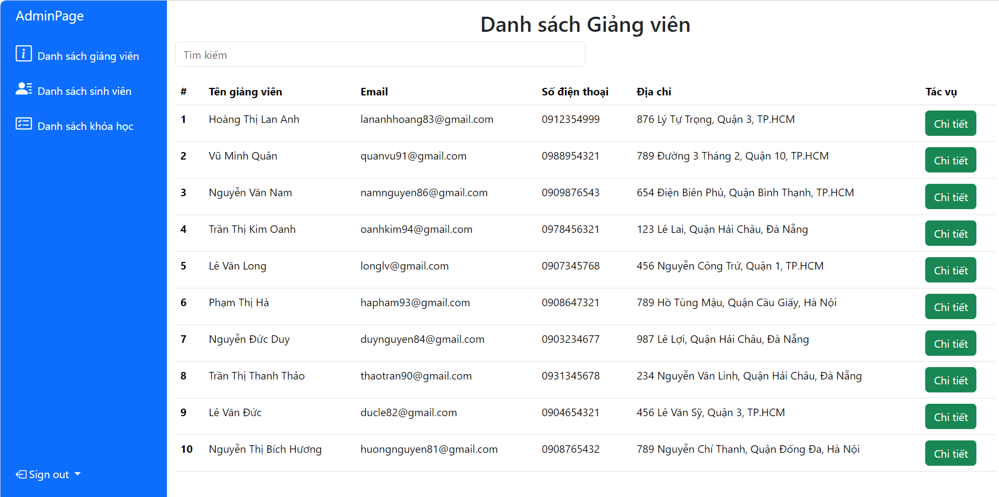 AdminPage
Danh sách giảng viên
Danh sách sinh viên
Danh sách khóa học
Sign out
Danh sách Giảng viên
Tìm kiếm
# Tên giảng viên Email Số điện thoại Địa chỉ Tác vụ
1 Hoàng Thị Lan Anh lananhhoang83@gmail.com 0912354999 876 Lý Tự Trọng, Quận 3, TP.HCM Chi tiết
2 Vũ Minh Quân quanvu91@gmail.com 0988954321 789 Đường 3 Tháng 2, Quận 10, TP.HCM Chi tiết
3 Nguyễn Văn Nam namnguyen86@gmail.com 0909876543 654 Điện Biên Phủ, Quận Bình Thạnh, TP.HCM Chi tiết
4 Trần Thị Kim Oanh oanhkim94@gmail.com 0978456321 123 Lê Lai, Quận Hải Châu, Đà Nẵng Chi tiết
5 Lê Văn Long longlv@gmail.com 0907345768 456 Nguyễn Công Trứ, Quận 1, TP.HCM Chi tiết
6 Phạm Thị Hà hapham93@gmail.com 0908647321 789 Hồ Tùng Mậu, Quận Cầu Giấy, Hà Nội Chi tiết
7 Nguyễn Đức Duy duynguyen84@gmail.com 0903234677 987 Lê Lợi, Quận Hải Châu, Đà Nẵng Chi tiết
8 Trần Thị Thanh Thảo thaotran90@gmail.com 0931345678 234 Nguyễn Văn Linh, Quận Hải Châu, Đà Nẵng Chi tiết
9 Lê Văn Đức ducle82@gmail.com 0904654321 456 Lê Văn Sỹ, Quận 3, TP.HCM Chi tiết
10 Nguyễn Thị Bích Hương huongnguyen81@gmail.com 0908765432 789 Nguyễn Chí Thanh, Quận Đống Đa, Hà Nội Chi tiết